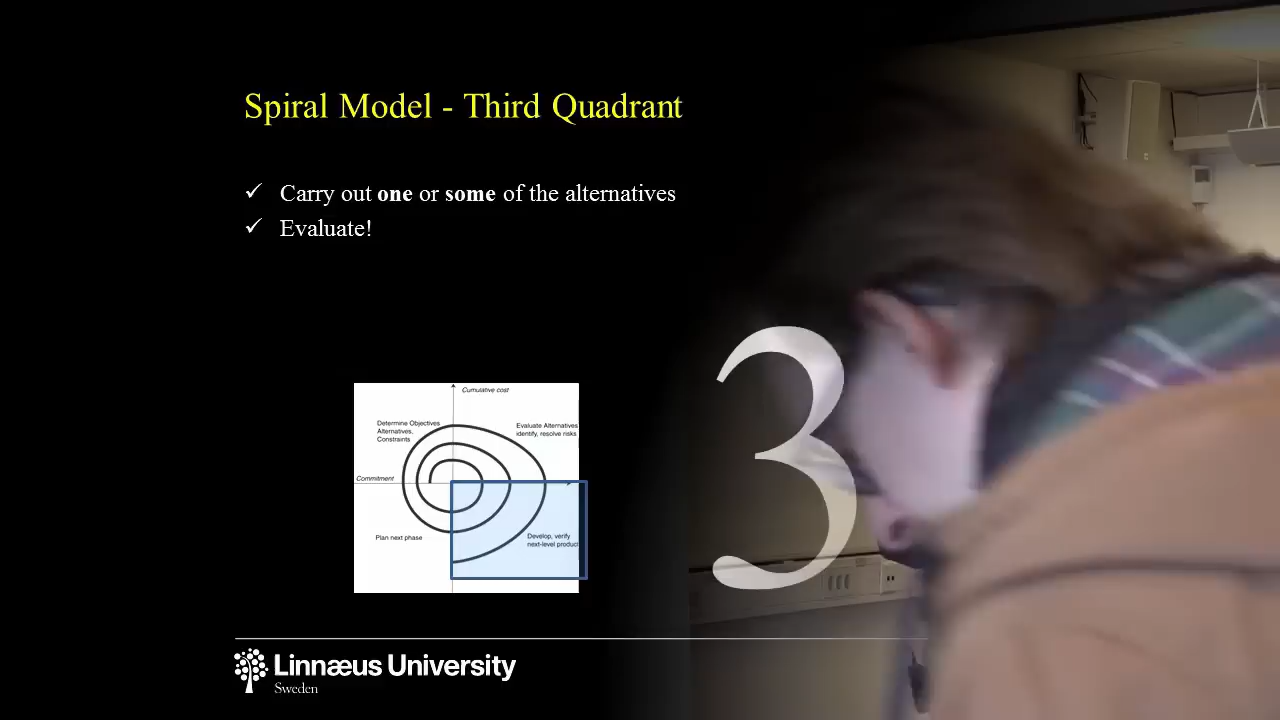 Spiral Model - Third Quadrant
✓ Carry out one or some of the alternatives
✓ Evaluate!
3
Cumulative cost
Determine Objectives
Alternatives,
Constraints
Evaluate Alternatives
identify, resolve risks
Commitment
Plan next phase
Develop, verify
next-level product
Linnæus University
Sweden